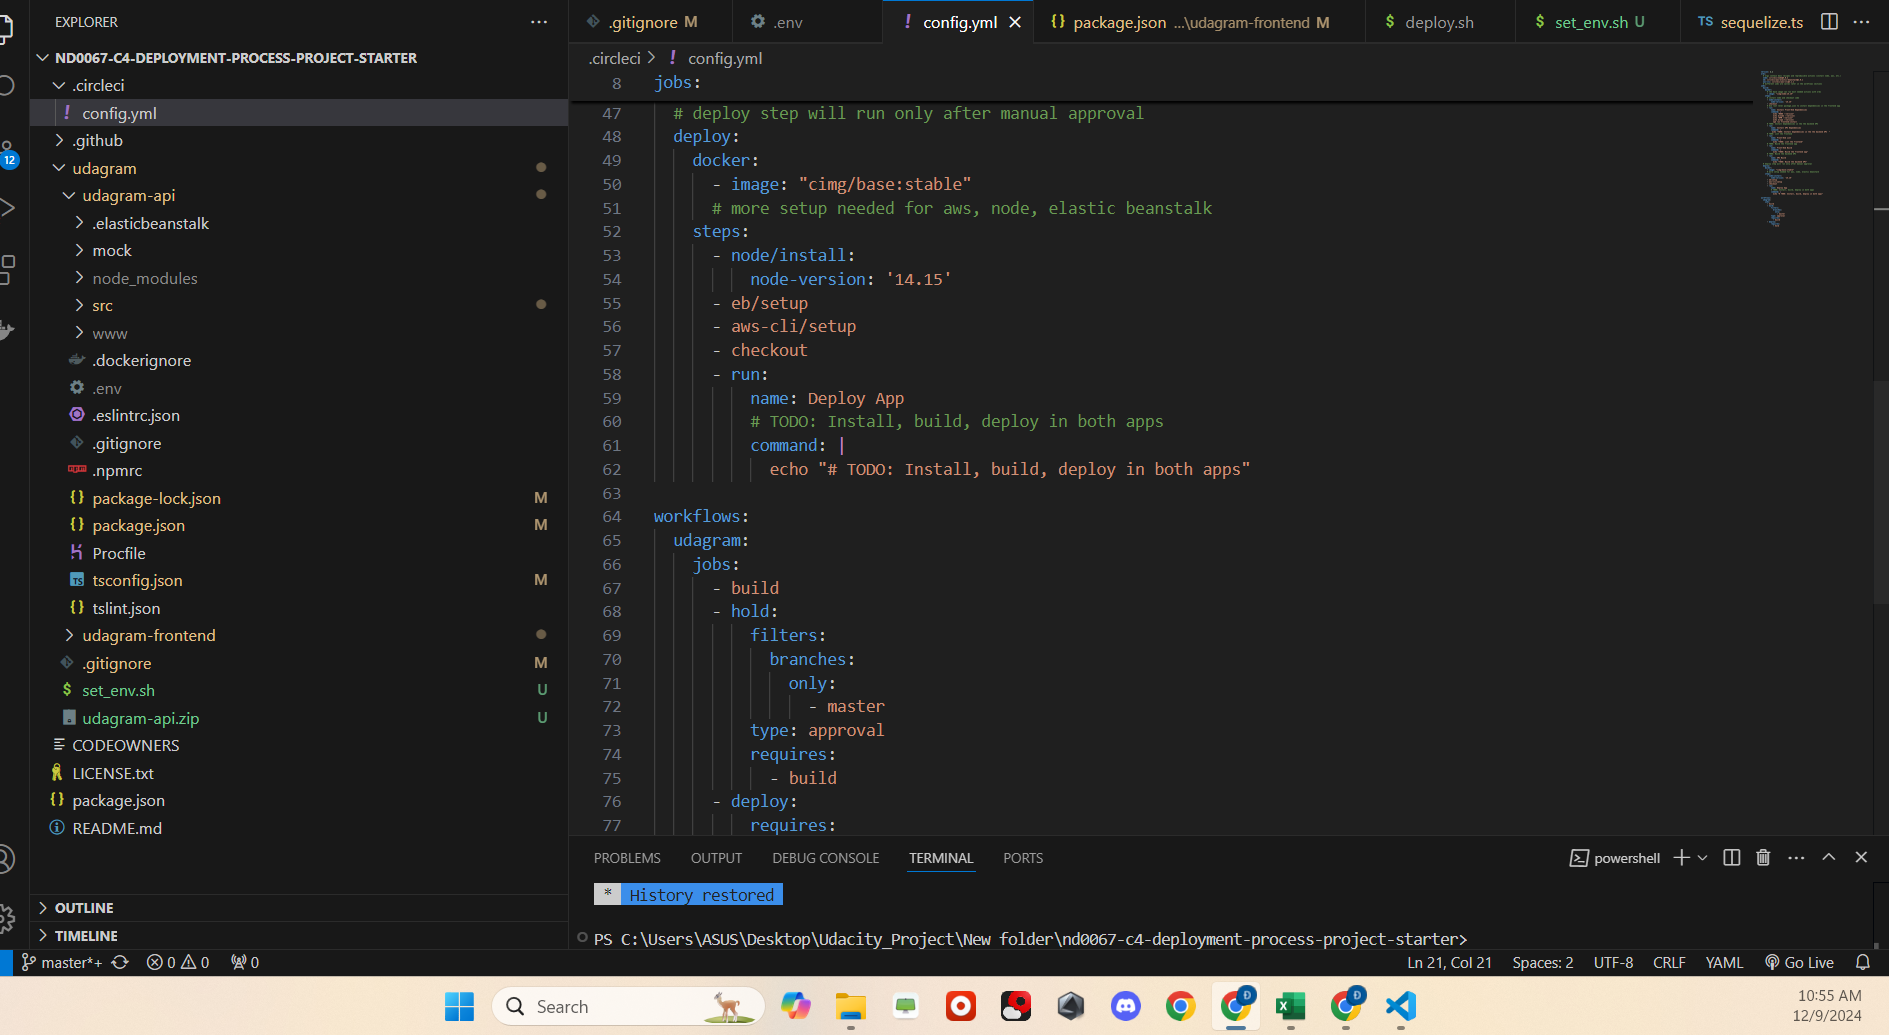 EXPLORER
ND0067-C4-DEPLOYMENT-PROCESS-PROJECT-STARTER
.circleci
! config.yml
.github
udagram
udagram-api
.elasticbeanstalk
mock
node_modules
src
www
.dockerignore
.env
.eslintrc.json
.gitignore
.npmrc
{} package-lock.json M
{} package.json M
Procfile
TS tsconfig.json M
{} tslint.json
udagram-frontend
.gitignore M
$ set_env.sh U
udagram-api.zip U
CODEOWNERS
LICENSE.txt
{} package.json
README.md
OUTLINE
TIMELINE
12
.gitignore M
.env
! config.yml
{} package.json ...\udagram-frontend M
$ deploy.sh
$ set_env.sh U
TS sequelize.ts
.circleci > ! config.yml
8 jobs:
47 # deploy step will run only after manual approval
48 deploy:
49 docker:
50 - image: "cimg/base:stable"
51 # more setup needed for aws, node, elastic beanstalk
52 steps:
53 - node/install:
54 node-version: '14.15'
55 - eb/setup
56 - aws-cli/setup
57 - checkout
58 - run:
59 name: Deploy App
60 # TODO: Install, build, deploy in both apps
61 command: |
62 echo "# TODO: Install, build, deploy in both apps"
63
64 workflows:
65 udagram:
66 jobs:
67 - build
68 - hold:
69 filters:
70 branches:
71 only:
72 - master
73 type: approval
74 requires:
75 - build
76 - deploy:
77 requires:
PROBLEMS OUTPUT DEBUG CONSOLE TERMINAL PORTS
powershell
* History restored
PS C:\Users\ASUS\Desktop\Udacity_Project\New folder\nd0067-c4-deployment-process-project-starter>
master*+ 0 0 0
Ln 21, Col 21 Spaces: 2 UTF-8 CRLF YAML Go Live
Search
10:55 AM
12/9/2024